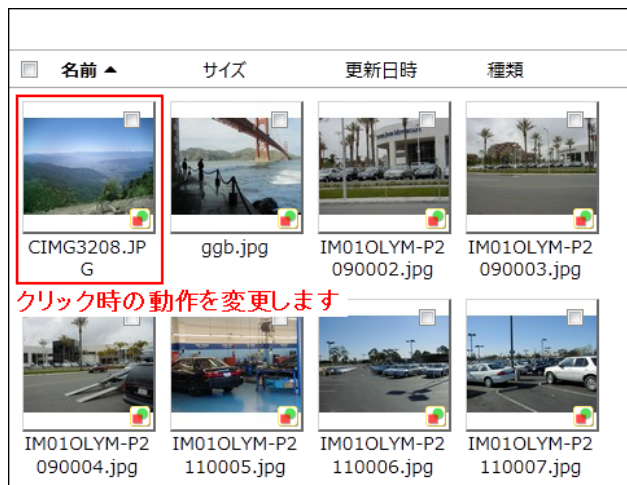 名前 ▲ サイズ 更新日時 種類
CIMG3208.JP
G
ggb.jpg
IM01OLYM-P2
090002.jpg
IM01OLYM-P2
090003.jpg
クリック時の動作を変更します
IM01OLYM-P2
090004.jpg
IM01OLYM-P2
110005.jpg
IM01OLYM-P2
110006.jpg
IM01OLYM-P2
110007.jpg